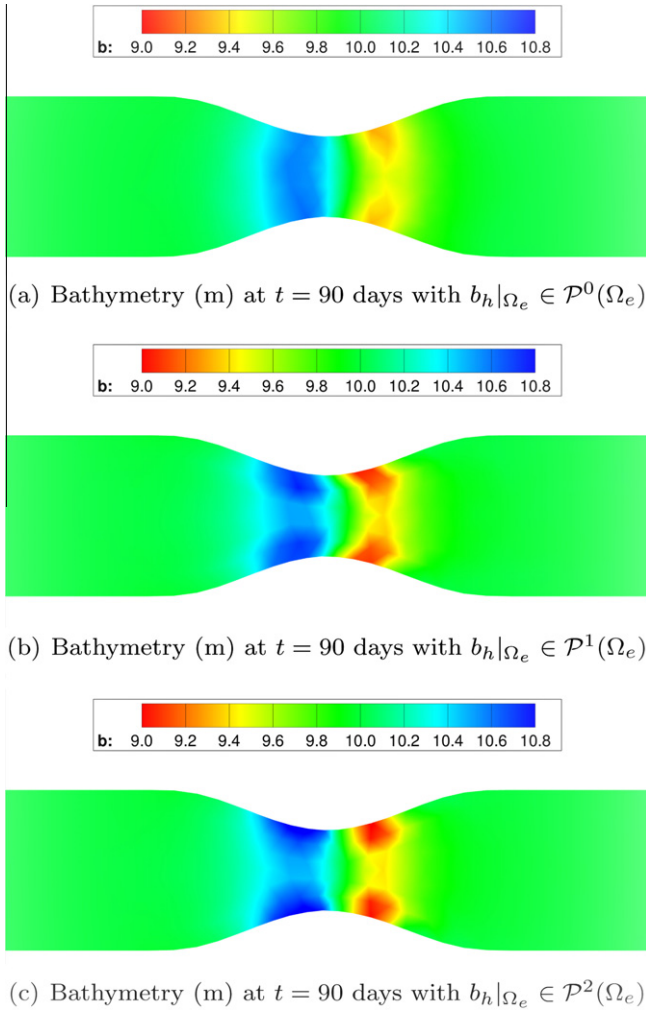 b: 9.0 9.2 9.4 9.6 9.8 10.0 10.2 10.4 10.6 10.8
(a) Bathymetry (m) at t = 90 days with b_h|_{Ω_e} ∈ 𝒫^0(Ω_e)
b: 9.0 9.2 9.4 9.6 9.8 10.0 10.2 10.4 10.6 10.8
(b) Bathymetry (m) at t = 90 days with b_h|_{Ω_e} ∈ 𝒫^1(Ω_e)
b: 9.0 9.2 9.4 9.6 9.8 10.0 10.2 10.4 10.6 10.8
(c) Bathymetry (m) at t = 90 days with b_h|_{Ω_e} ∈ 𝒫^2(Ω_e)